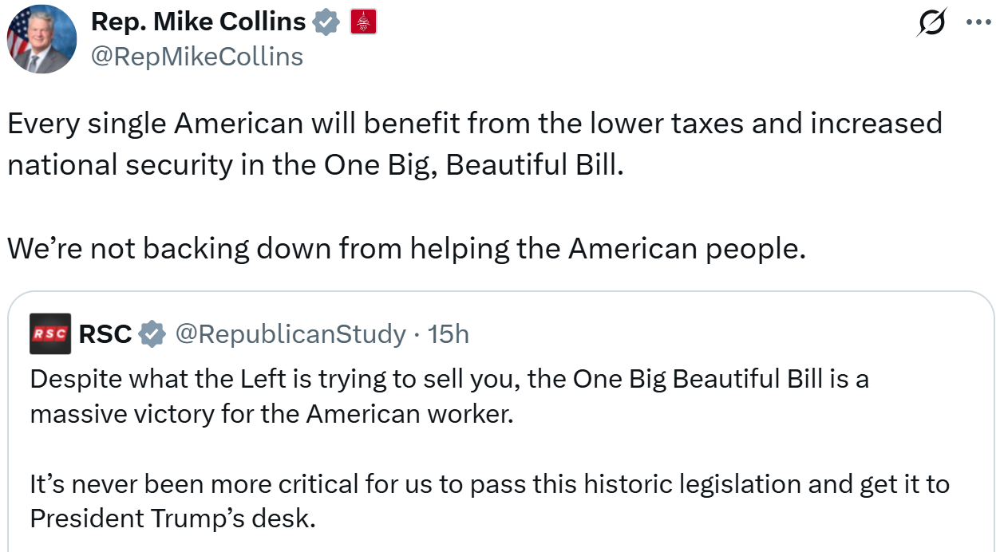 Rep. Mike Collins
@RepMikeCollins
Every single American will benefit from the lower taxes and increased
national security in the One Big, Beautiful Bill.
We’re not backing down from helping the American people.
RSC
RSC @RepublicanStudy · 15h
Despite what the Left is trying to sell you, the One Big Beautiful Bill is a
massive victory for the American worker.
It’s never been more critical for us to pass this historic legislation and get it to
President Trump’s desk.